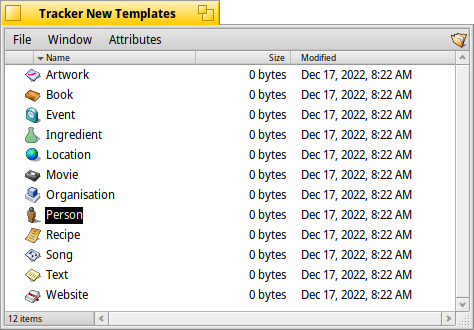 Tracker New Templates
File Window Attributes
Name Size Modified
Artwork 0 bytes Dec 17, 2022, 8:22 AM
Book 0 bytes Dec 17, 2022, 8:22 AM
Event 0 bytes Dec 17, 2022, 8:22 AM
Ingredient 0 bytes Dec 17, 2022, 8:22 AM
Location 0 bytes Dec 17, 2022, 8:22 AM
Movie 0 bytes Dec 17, 2022, 8:22 AM
Organisation 0 bytes Dec 17, 2022, 8:22 AM
Person 0 bytes Dec 17, 2022, 8:22 AM
Recipe 0 bytes Dec 17, 2022, 8:22 AM
Song 0 bytes Dec 17, 2022, 8:22 AM
Text 0 bytes Dec 17, 2022, 8:22 AM
Website 0 bytes Dec 17, 2022, 8:22 AM
12 items